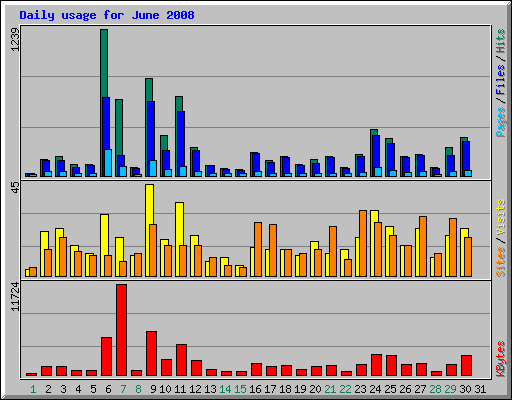 Daily usage for June 2008
1239
Pages / Files / Hits
45
Sites / Visits
11724
KBytes
1 2 3 4 5 6 7 8 9 10 11 12 13 14 15 16 17 18 19 20 21 22 23 24 25 26 27 28 29 30 31